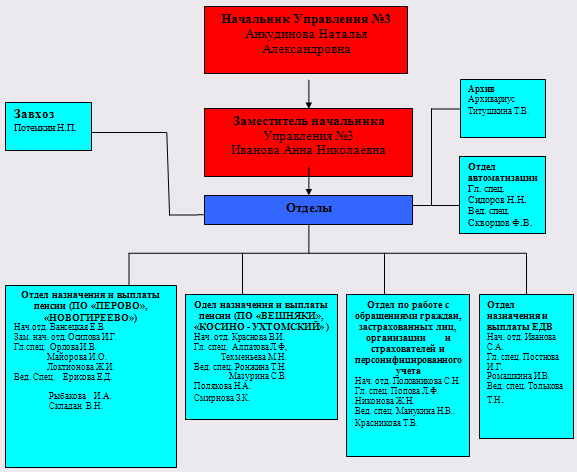 Начальник Управления №3
Анкудинова Наталья
Александровна
Завхоз
Потемкин Н.П.
Заместитель начальника
Управления №3
Иванова Анна Николаевна
Архив
Архивариус
Титушкина Т.В.
Отделы
Отдел
автоматизации
Гл. спец.
Сидоров Н.Н.
Вед. спец.
Скворцов Ф.В.
Отдел назначения и выплаты
пенсии (ПО «ПЕРОВО»,
«НОВОГИРЕЕВО»)
Нач. отд. Вансецкая Е.В.
Зам. нач. отд. Осипова И.Г.
Гл.спец. Орлова И.В.
Майорова И.О.
Локтионова Ж.И.
Вед. Спец. Ерисова Е.Д.
Рыбакова И.А.
Складан В.Н.
Одел назначения и выплаты
пенсии (ПО «ВЕШНЯКИ»,
«КОСИНО - УХТОМСКИЙ» )
Нач. отд. Краснова В.И.
Гл. спец. Алпатова Л.Ф,
Техменьева М.Н.
Вед. спец. Ронжина Т.Н.
Мазурина С.В.
Полякова Н.А.
Смирнова З.К.
Отдел по работе с
обращениями граждан,
застрахованных лиц,
организации и
страхователей и
персонифицированного
учета
Нач. отд. Половникова С.Н.
Гл. спец. Попова Л.Ф.
Никонова Ж.Н.
Вед. спец. Манукина Н.В..
Красникова Т.В.
Отдел
назначения и
выплаты ЕДВ
Нач. отд. Иванова
С.А.
Гл. спец. Постнова
И.Г.
Ромашкина И.В.
Вед. спец. Толькова
Т.Н.